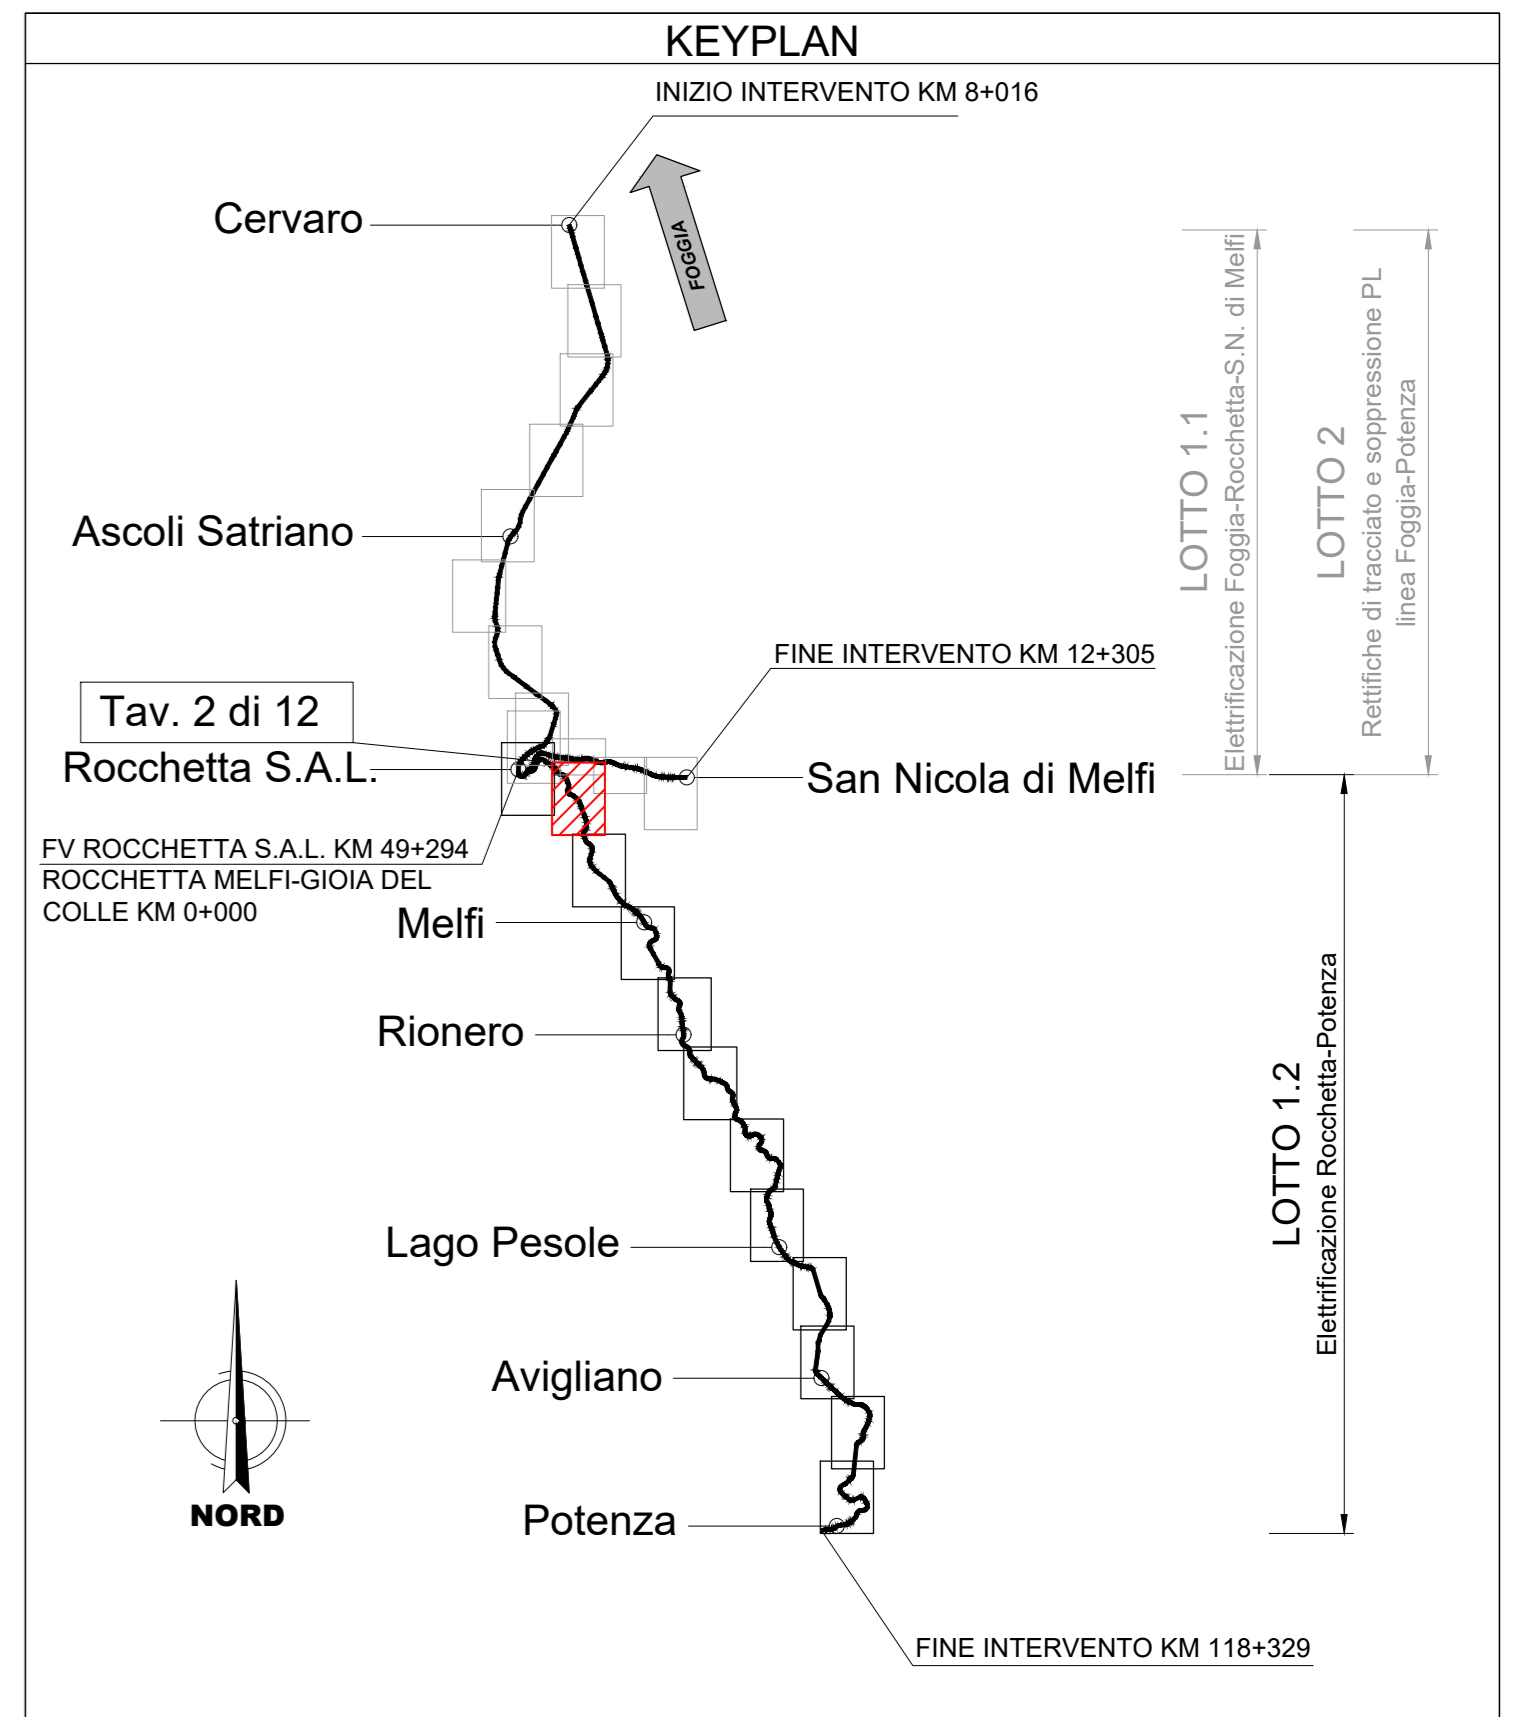 KEYPLAN
INIZIO INTERVENTO KM 8+016
Cervaro
FOGGIA
LOTTO 1.1
Elettrificazione Foggia-Rocchetta-S.N. di Melfi
LOTTO 2
Rettifiche di tracciato e soppressione PL
linea Foggia-Potenza
Ascoli Satriano
FINE INTERVENTO KM 12+305
Tav. 2 di 12
Rocchetta S.A.L.
San Nicola di Melfi
FV ROCCHETTA S.A.L. KM 49+294
ROCCHETTA MELFI-GIOIA DEL
COLLE KM 0+000
Melfi
Rionero
LOTTO 1.2
Elettrificazione Rocchetta-Potenza
Lago Pesole
Avigliano
NORD
Potenza
FINE INTERVENTO KM 118+329